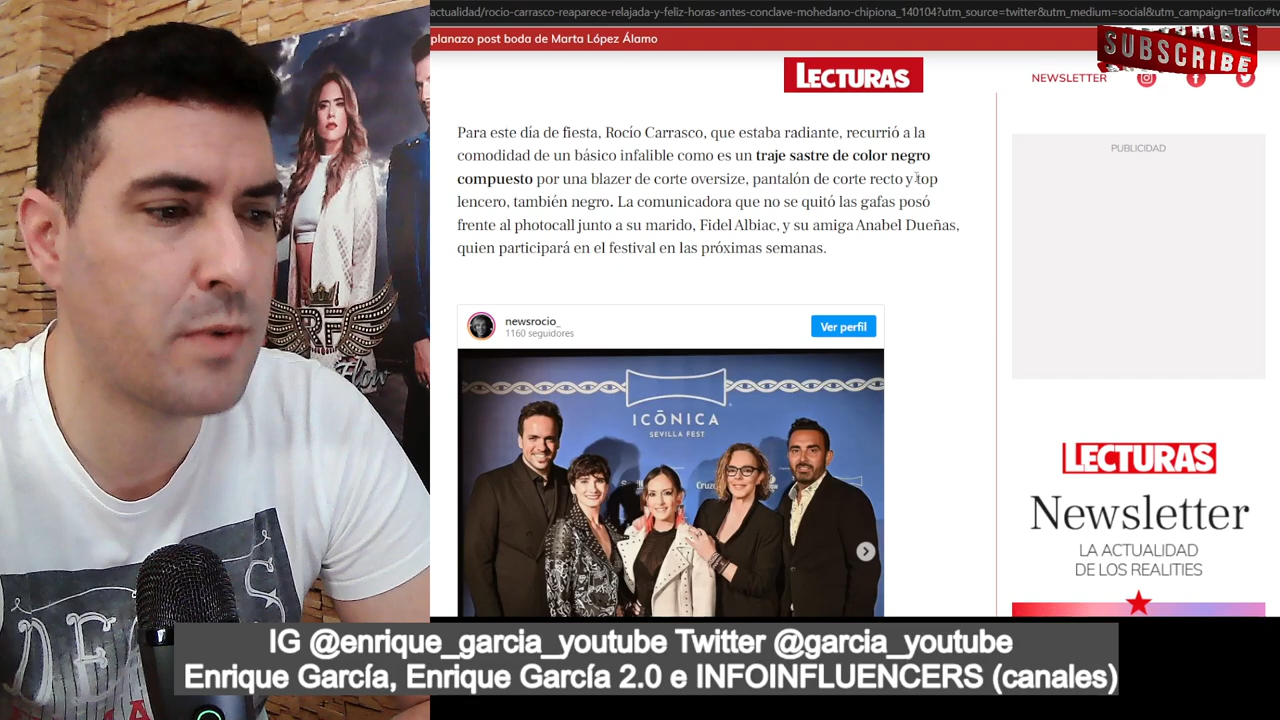 actualidad/rocio-carrasco-reaparece-relajada-y-feliz-horas-antes-conclave-mohedano-chipiona_140104?utm_source=twitter&utm_medium=social&utm_campaign=trafico#tw
planazo post boda de Marta López Álamo
SUBSCRIBE
LECTURAS
NEWSLETTER
Para este día de fiesta, Rocío Carrasco, que estaba radiante, recurrió a la
comodidad de un básico infalible como es un traje sastre de color negro
compuesto por una blazer de corte oversize, pantalón de corte recto y top
lencero, también negro. La comunicadora que no se quitó las gafas posó
frente al photocall junto a su marido, Fidel Albiac, y su amiga Anabel Dueñas,
quien participará en el festival en las próximas semanas.
PUBLICIDAD
newsrocio_
1160 seguidores
Ver perfil
ICÓNICA
SEVILLA FEST
RF
Flow
LECTURAS
Newsletter
LA ACTUALIDAD
DE LOS REALITIES
IG @enrique_garcia_youtube Twitter @garcia_youtube
Enrique García, Enrique García 2.0 e INFOINFLUENCERS (canales)